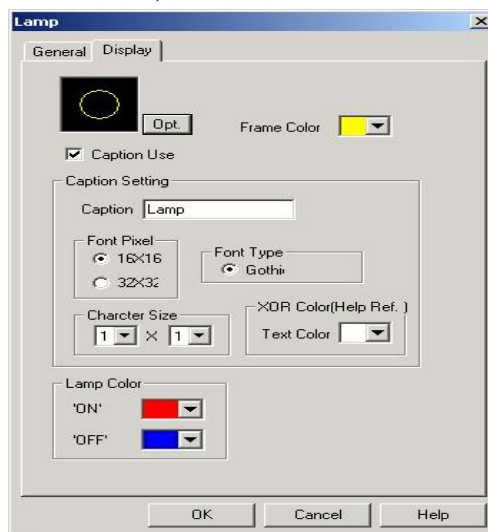 Lamp
General Display
Opt. Frame Color
Caption Use
Caption Setting
Caption Lamp
Font Pixel
16X16
32X32
Font Type
Gothi
Charcter Size
1 X 1
XOR Color(Help Ref. )
Text Color
Lamp Color
'ON'
'OFF'
OK Cancel Help